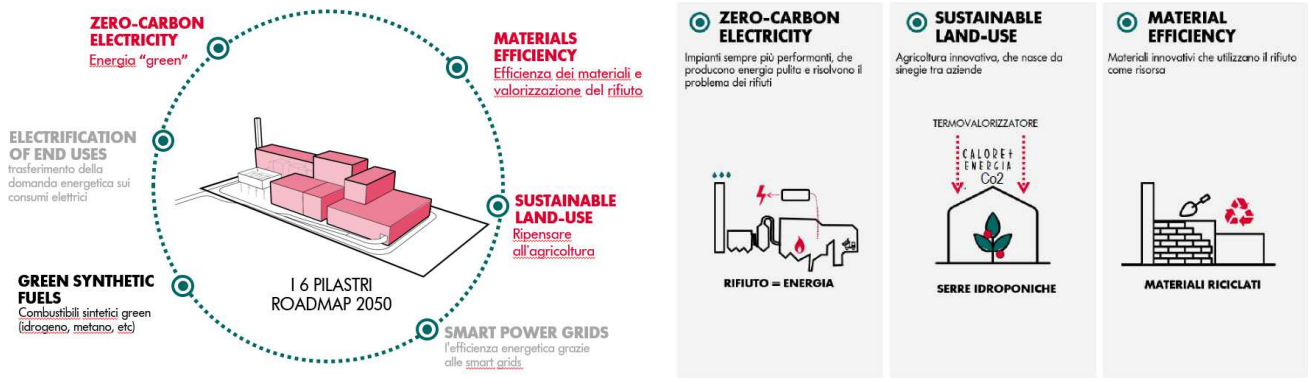 ZERO-CARBON
ELECTRICITY
Energia "green"
MATERIALS
EFFICIENCY
Efficienza dei materiali e
valorizzazione del rifiuto
ELECTRIFICATION
OF END USES
trasferimento della
domanda energetica sui
consumi elettrici
SUSTAINABLE
LAND-USE
Ripensare
all'agricoltura
GREEN SYNTHETIC
FUELS
Combustibili sintetici green
(idrogeno, metano, etc)
I 6 PILASTRI
ROADMAP 2050
SMART POWER GRIDS
l'efficienza energetica grazie
alle smart grids
ZERO-CARBON
ELECTRICITY
Impianti sempre più performanti, che
producono energia pulita e risolvono il
problema dei rifiuti
RIFIUTO = ENERGIA
SUSTAINABLE
LAND-USE
Agricoltura innovativa, che nasce da
sinegie tra aziende
TERMOVALORIZZATORE
CALORE+
ENERGIA
Co2
SERRE IDROPONICHE
MATERIAL
EFFICIENCY
Materiali innovativi che utilizzano il rifiuto
come risorsa
MATERIALI RICICLATI